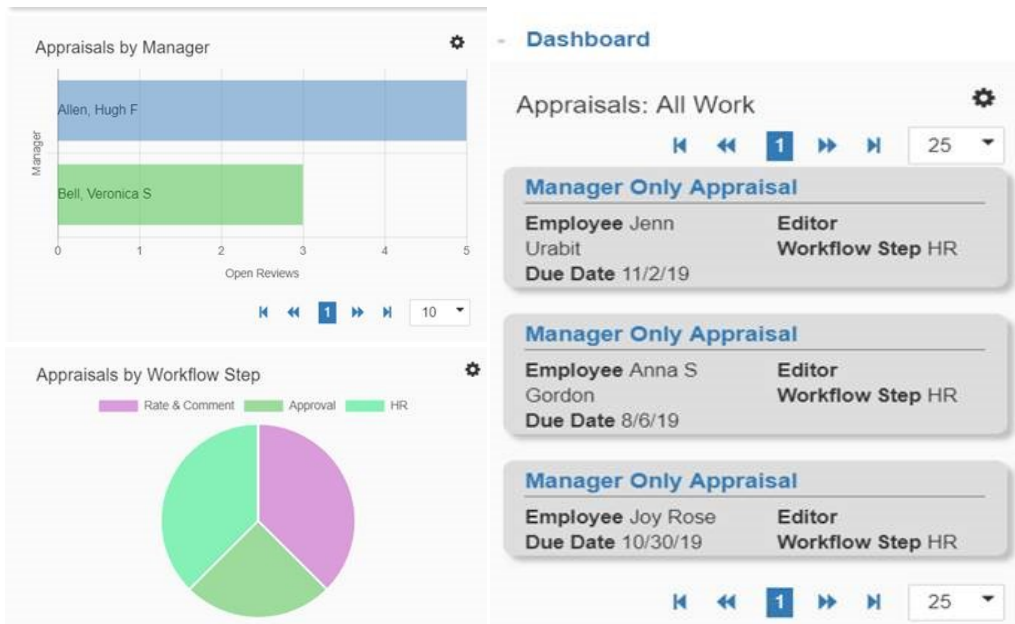 Appraisals by Manager
Manager
Allen, Hugh F
Bell, Veronica S
0 1 2 3 4 5
Open Reviews
1 10
Appraisals by Workflow Step
Rate & Comment Approval HR
Dashboard
Appraisals: All Work
1 25
Manager Only Appraisal
Employee Jenn Editor
Urabit Workflow Step HR
Due Date 11/2/19
Manager Only Appraisal
Employee Anna S Editor
Gordon Workflow Step HR
Due Date 8/6/19
Manager Only Appraisal
Employee Joy Rose Editor
Due Date 10/30/19 Workflow Step HR
1 25